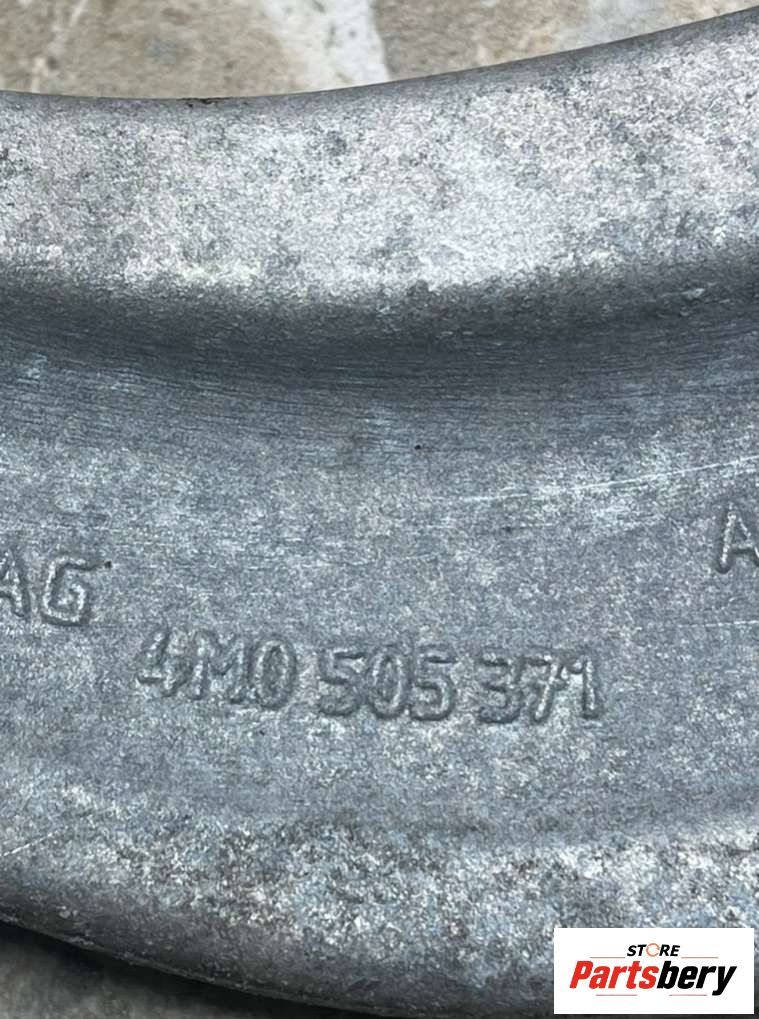 AG
A
4M0 505 371
STORE
Partsbery